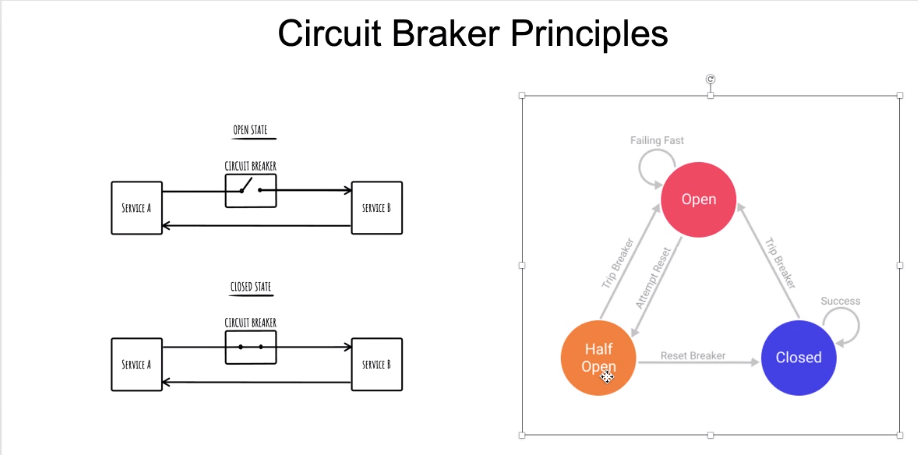 Circuit Braker Principles
OPEN STATE
CIRCUIT BREAKER
SERVICE A
SERVICE B
CLOSED STATE
CIRCUIT BREAKER
SERVICE A
SERVICE B
Failing Fast
Open
Trip Breaker
Attempt Reset
Trip Breaker
Success
Half
Open
Reset Breaker
Closed